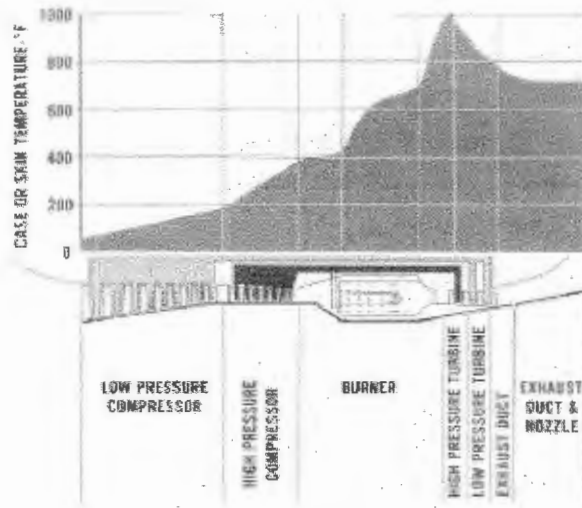 CASE OR SKIN TEMPERATURE-°F
1000
800
600
400
200
0
LOW PRESSURE
COMPRESSOR
HIGH PRESSURE
COMPRESSOR
BURNER
HIGH PRESSURE TURBINE
LOW PRESSURE TURBINE
EXHAUST DUCT
EXHAUST
DUCT &
NOZZLE